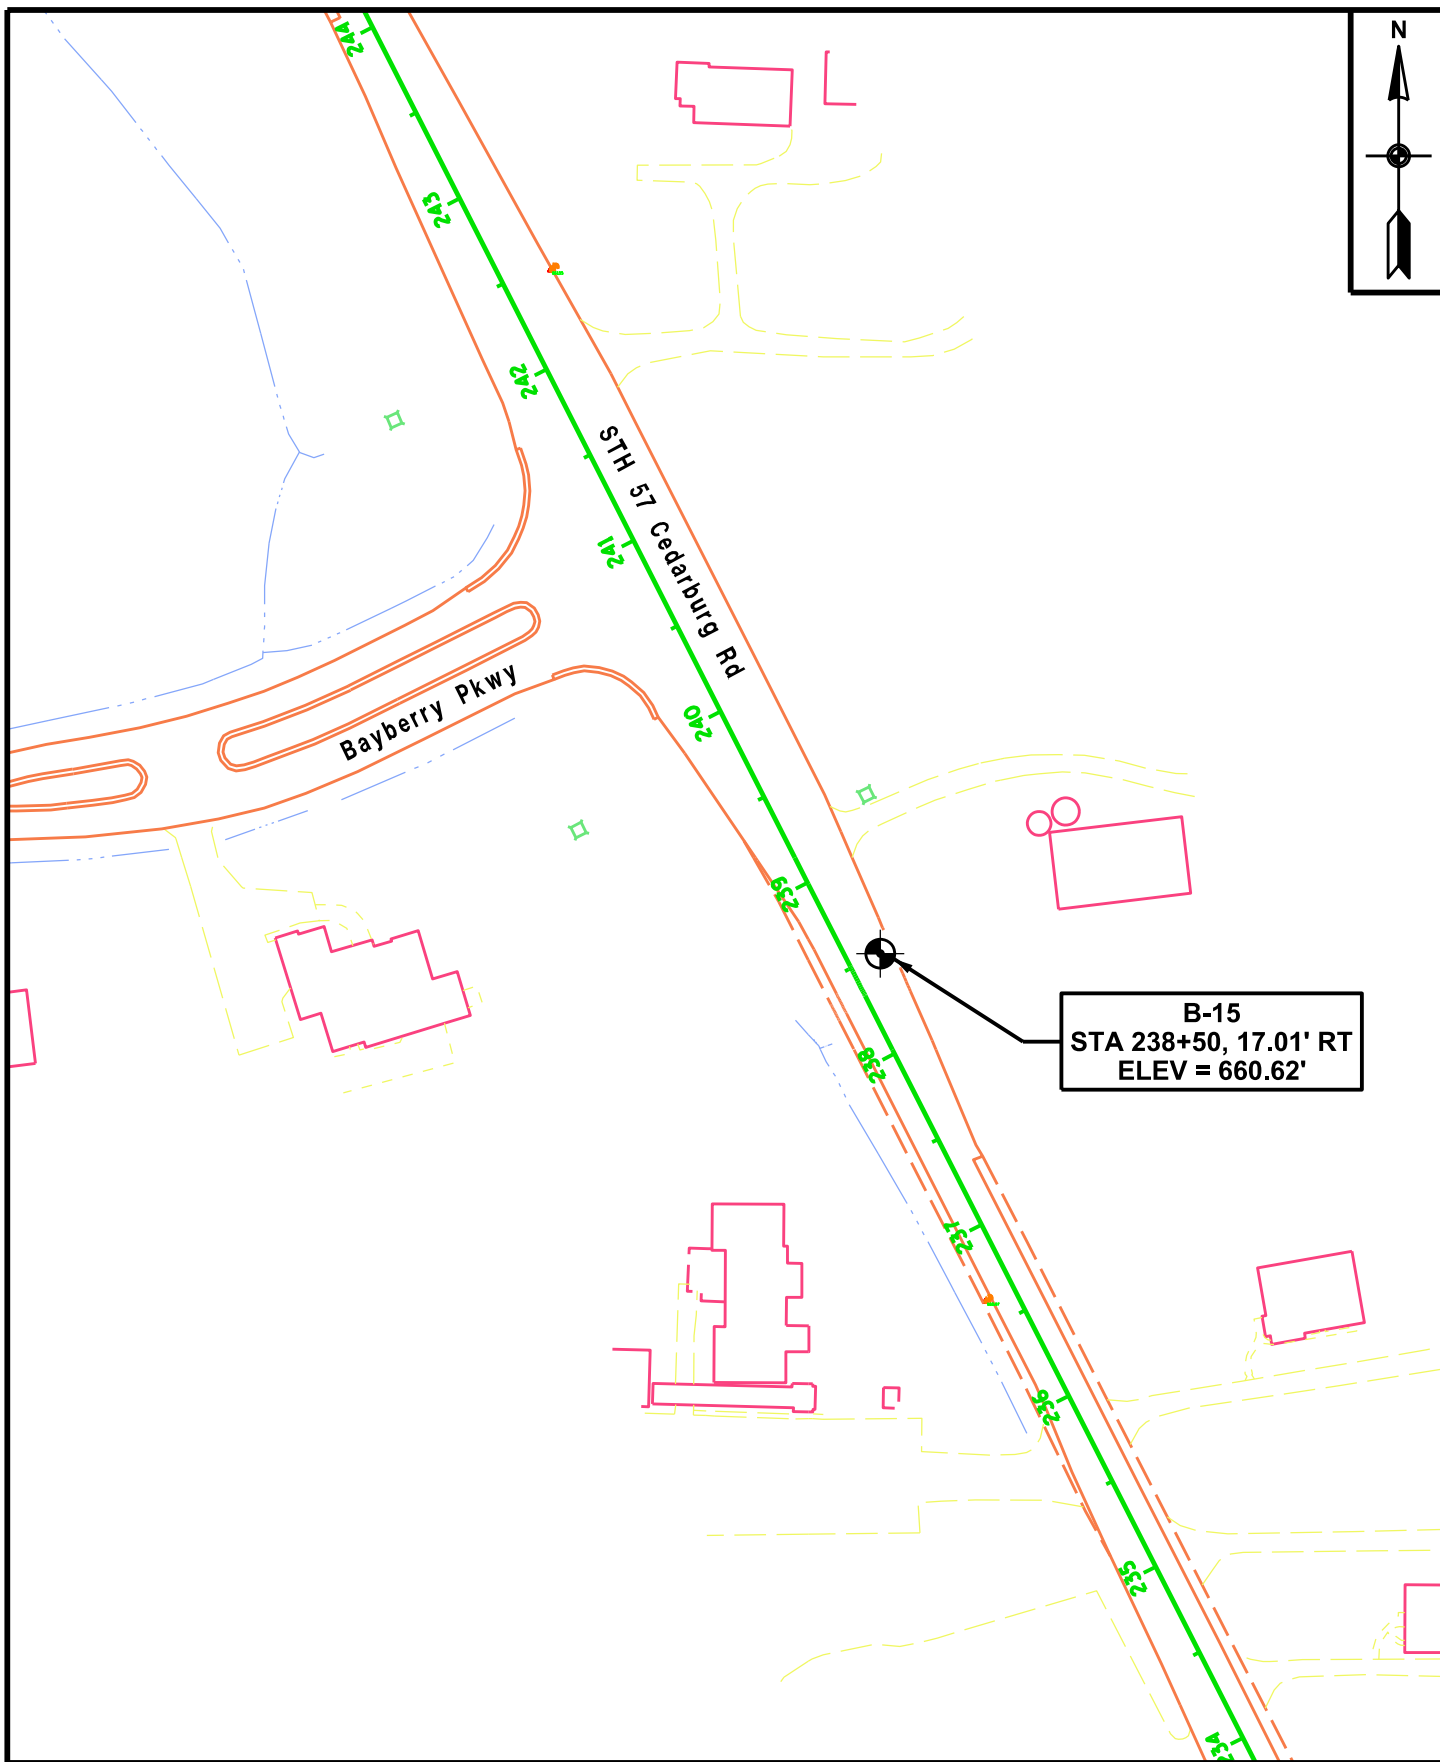 N
244
243
242
STH 57 Cedarburg Rd
241
Bayberry Pkwy
240
239
B-15
STA 238+50, 17.01' RT
ELEV = 660.62'
238
237
236
235
234